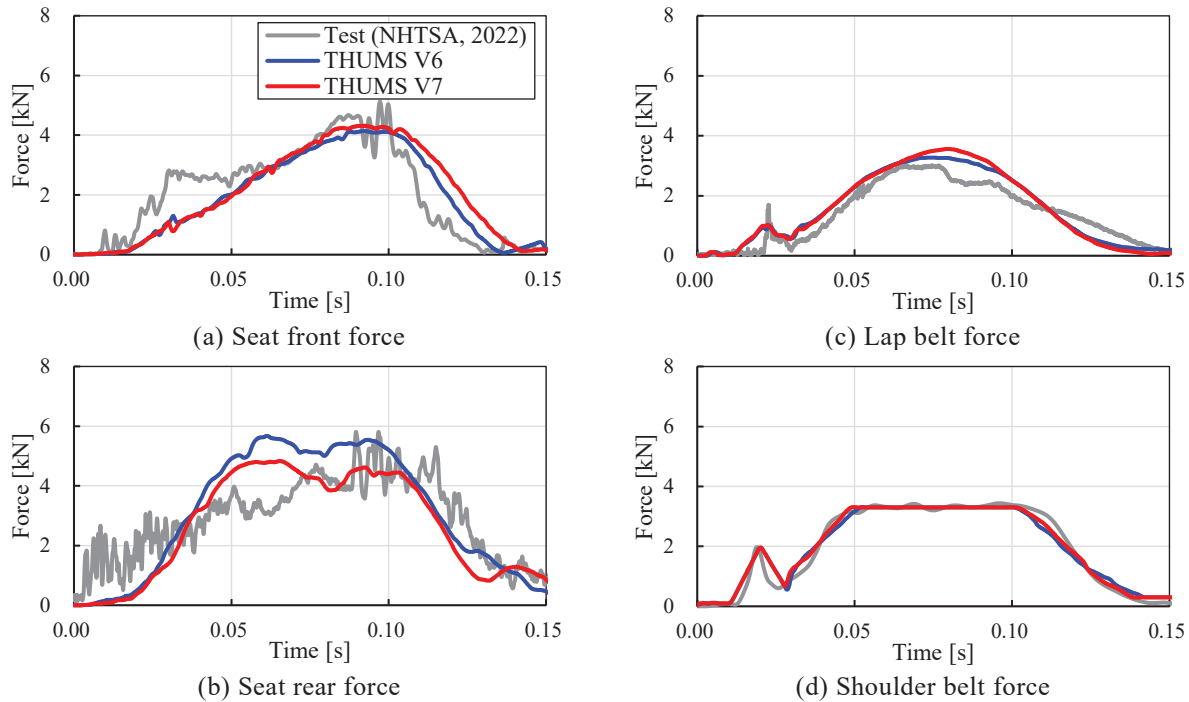 8
6
4
2
0
Force [kN]
Test (NHTSA, 2022)
THUMS V6
THUMS V7
0.00
0.05
0.10
0.15
Time [s]
(a) Seat front force
8
6
4
2
0
Force [kN]
0.00
0.05
0.10
0.15
Time [s]
(c) Lap belt force
8
6
4
2
0
Force [kN]
0.00
0.05
0.10
0.15
Time [s]
(b) Seat rear force
8
6
4
2
0
Force [kN]
0.00
0.05
0.10
0.15
Time [s]
(d) Shoulder belt force